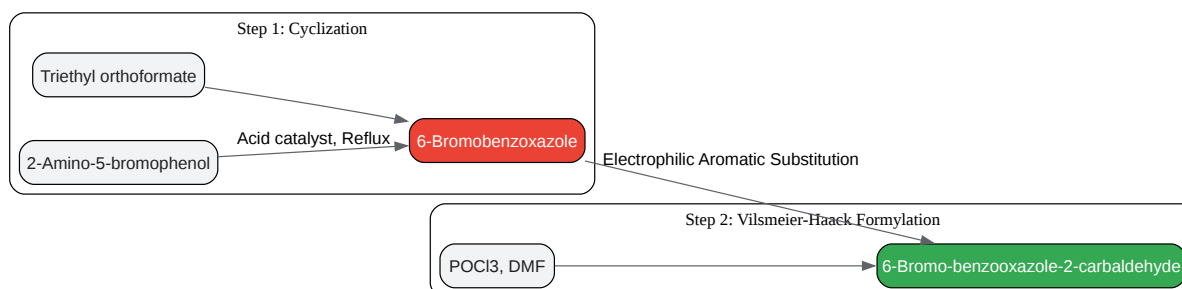 Step 1: Cyclization
Triethyl orthoformate
Acid catalyst, Reflux
6-Bromobenzoxazole
2-Amino-5-bromophenol
Electrophilic Aromatic Substitution
Step 2: Vilsmeier-Haack Formylation
POCl3, DMF
6-Bromo-benzooxazole-2-carbaldehyde